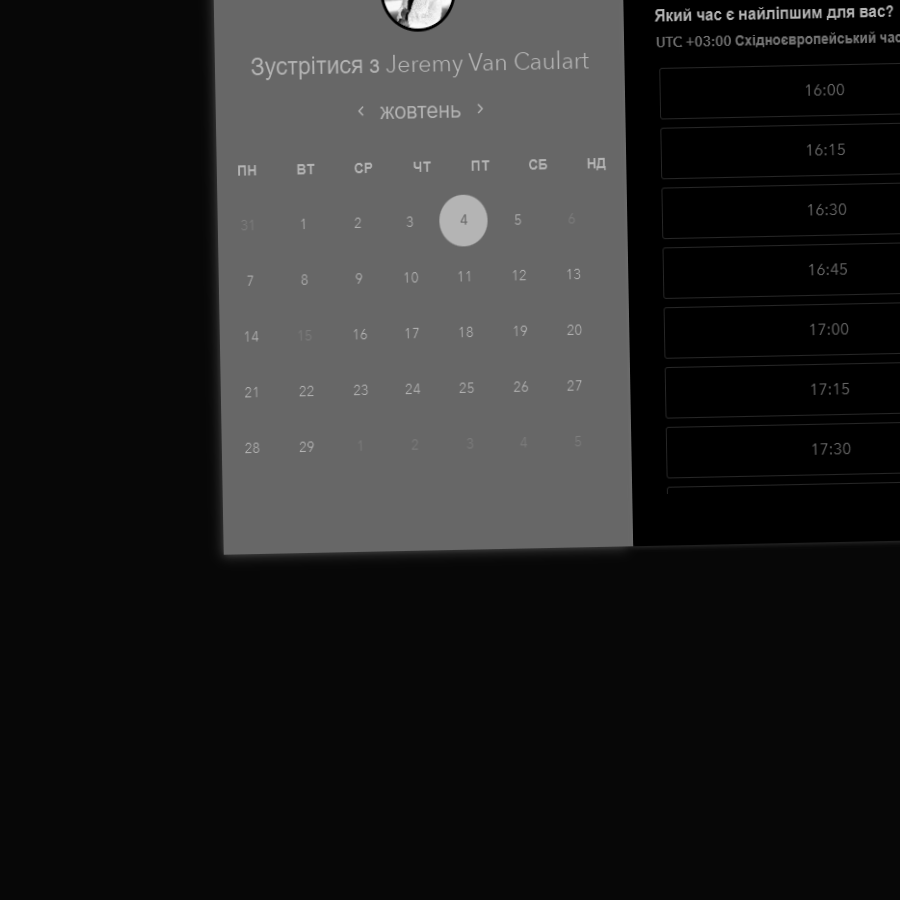 Зустрітися з Jeremy Van Caulart
жовтень
ПН ВТ СР ЧТ ПТ СБ НД
31 1 2 3 4 5 6
7 8 9 10 11 12 13
14 15 16 17 18 19 20
21 22 23 24 25 26 27
28 29 1 2 3 4 5
Який час є найліпшим для вас?
UTC +03:00 Східноєвропейський час
16:00
16:15
16:30
16:45
17:00
17:15
17:30